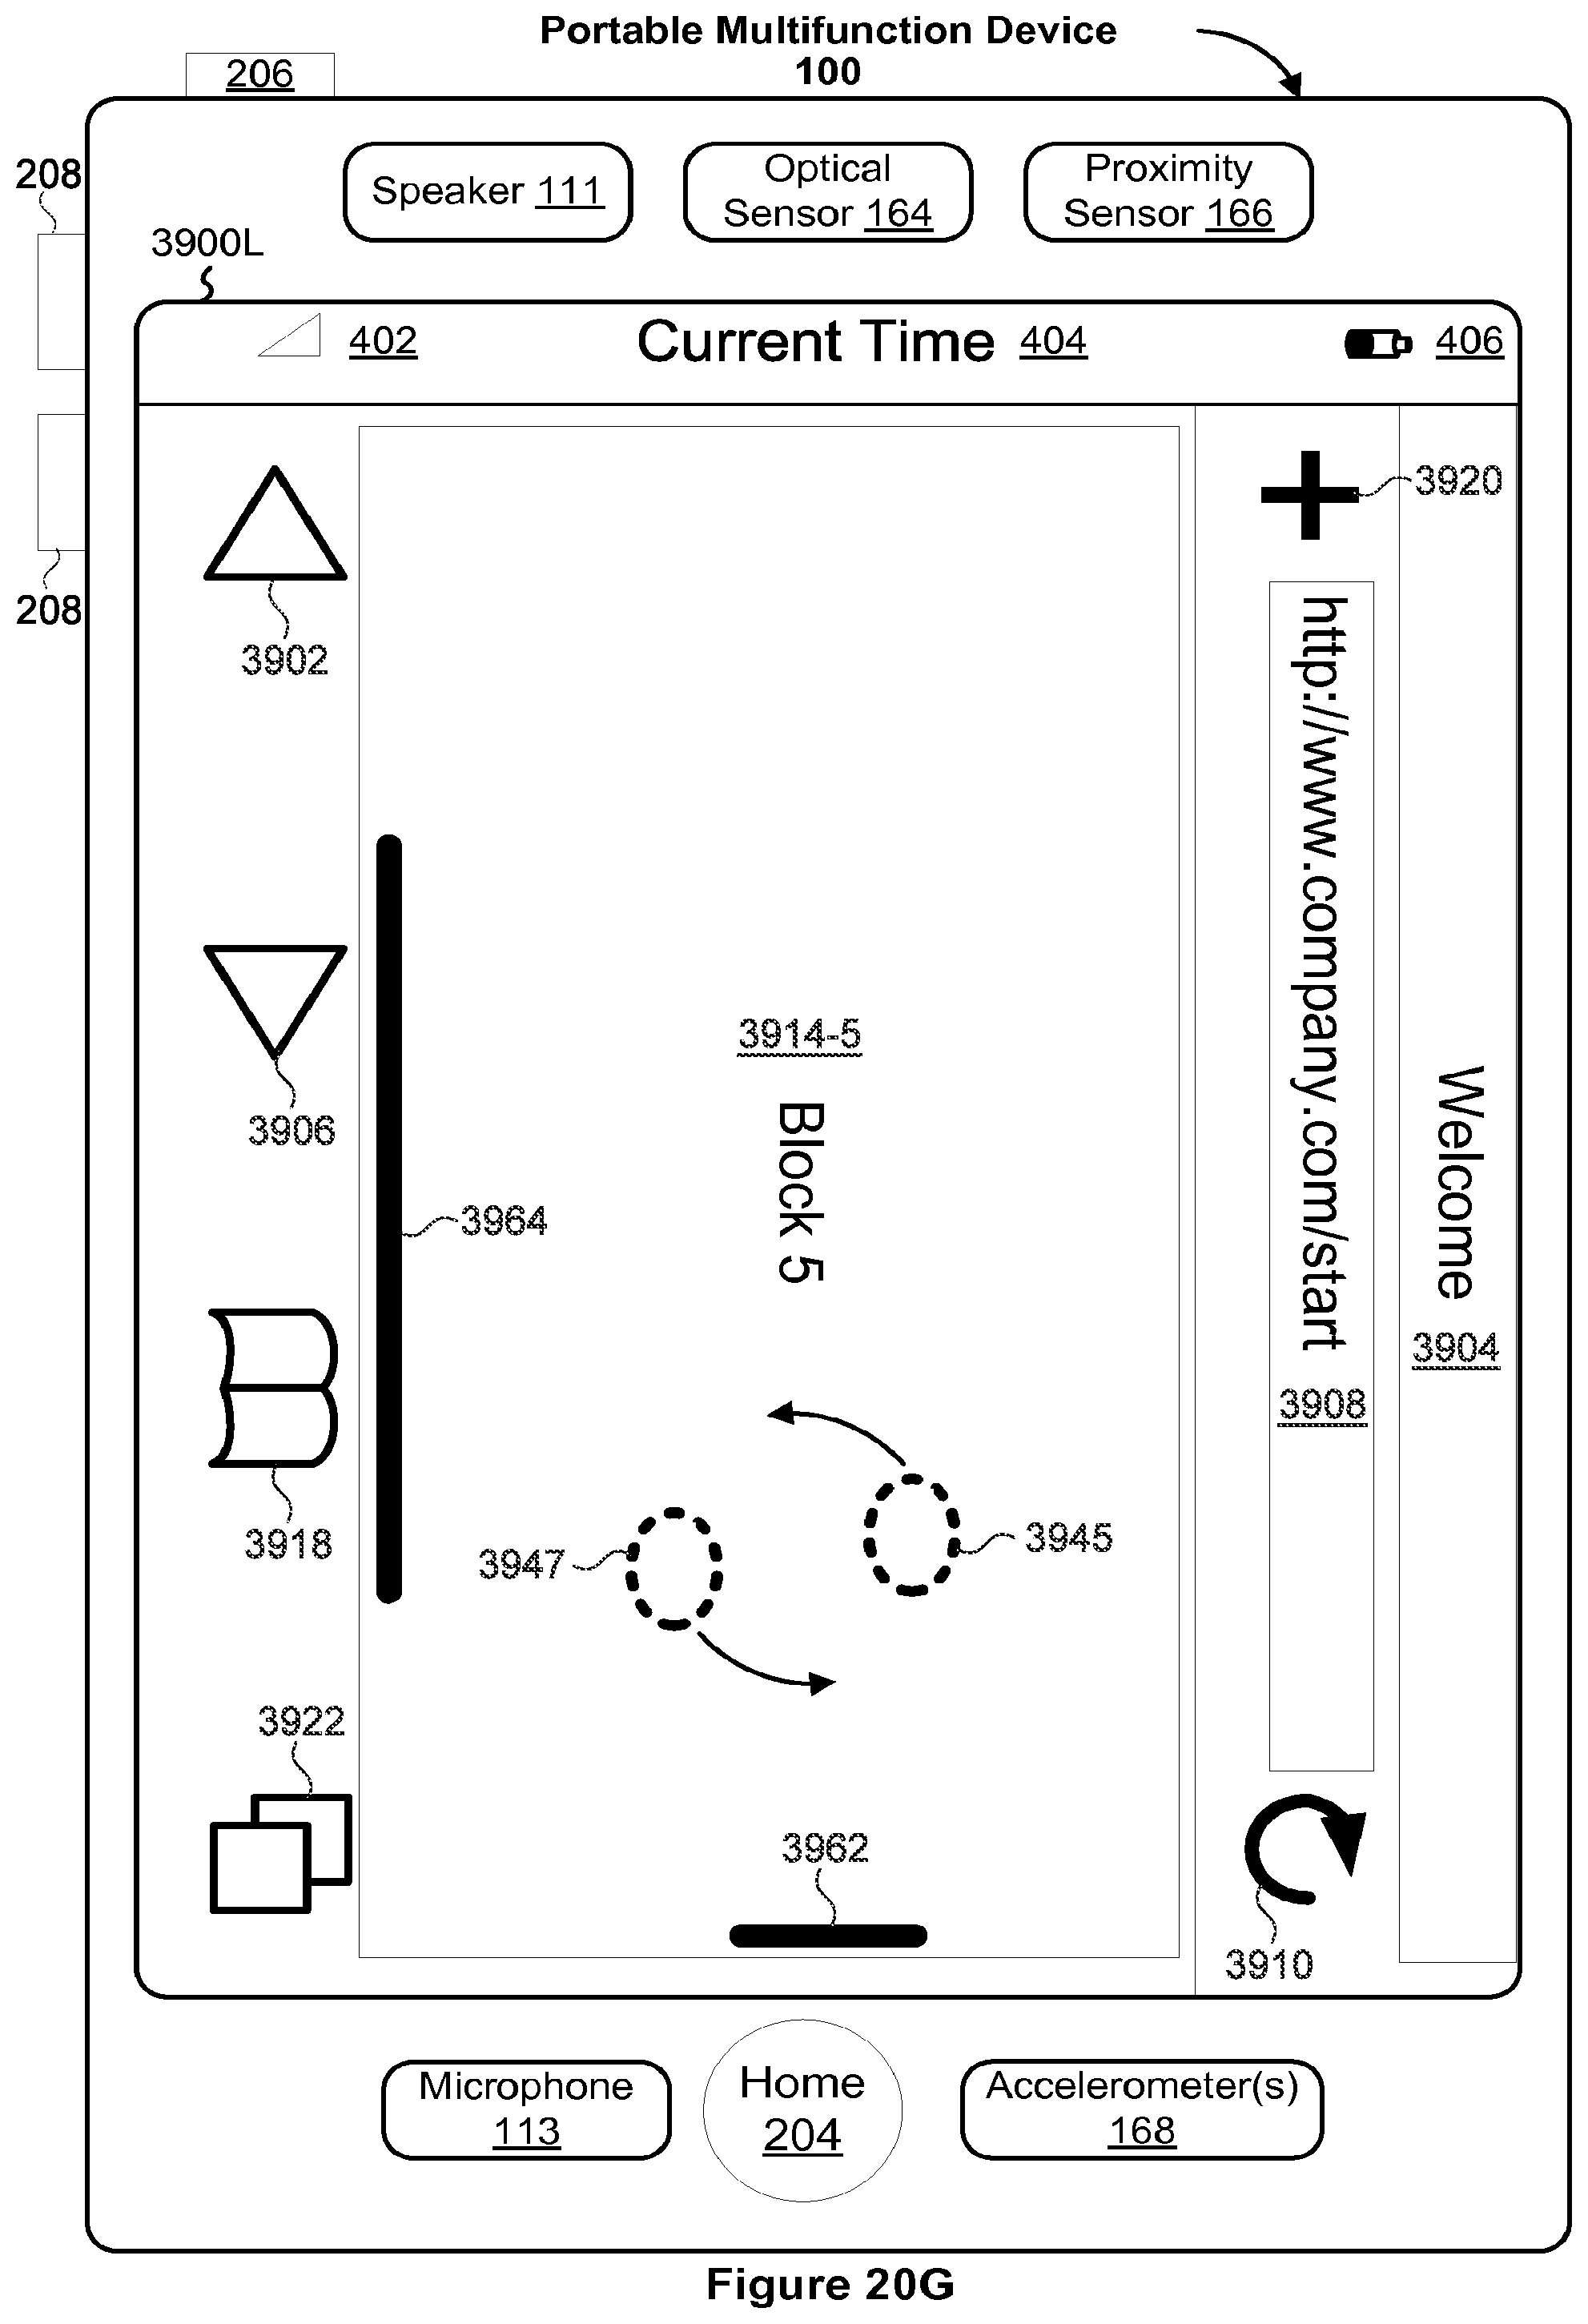 Portable Multifunction Device
100
206
208
Speaker 111
Optical
Sensor 164
Proximity
Sensor 166
3900L
402
Current Time 404
406
3920
208
3902
http://www.company.com/start
3908
Welcome
3904
3914-5
Block 5
3906
3964
3918
3947
3945
3922
3962
3910
Microphone
113
Home
204
Accelerometer(s)
168
Figure 20G